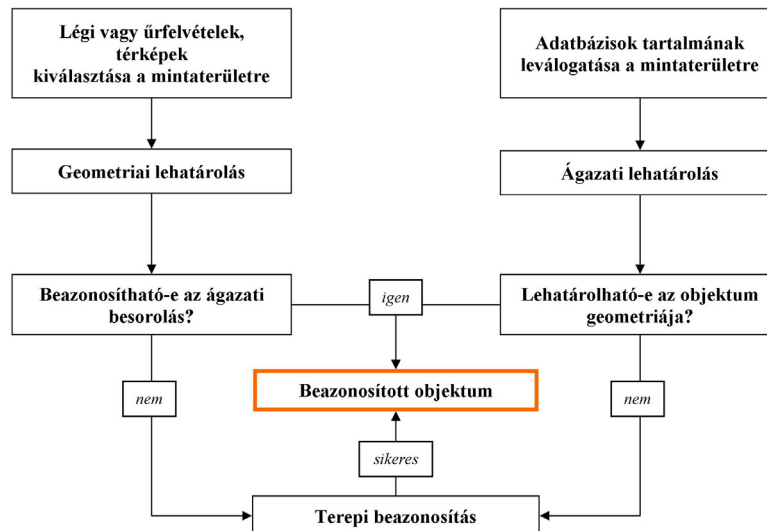 Légi vagy űrfelvételek,
térképek
kiválasztása a mintaterületre
Adatbázisok tartalmának
leválogatása a mintaterületre
Geometriai lehatárolás
Ágazati lehatárolás
Beazonosítható-e az ágazati
besorolás?
igen
Lehatárolható-e az objektum
geometriája?
Beazonosított objektum
nem
nem
sikeres
Terepi beazonosítás